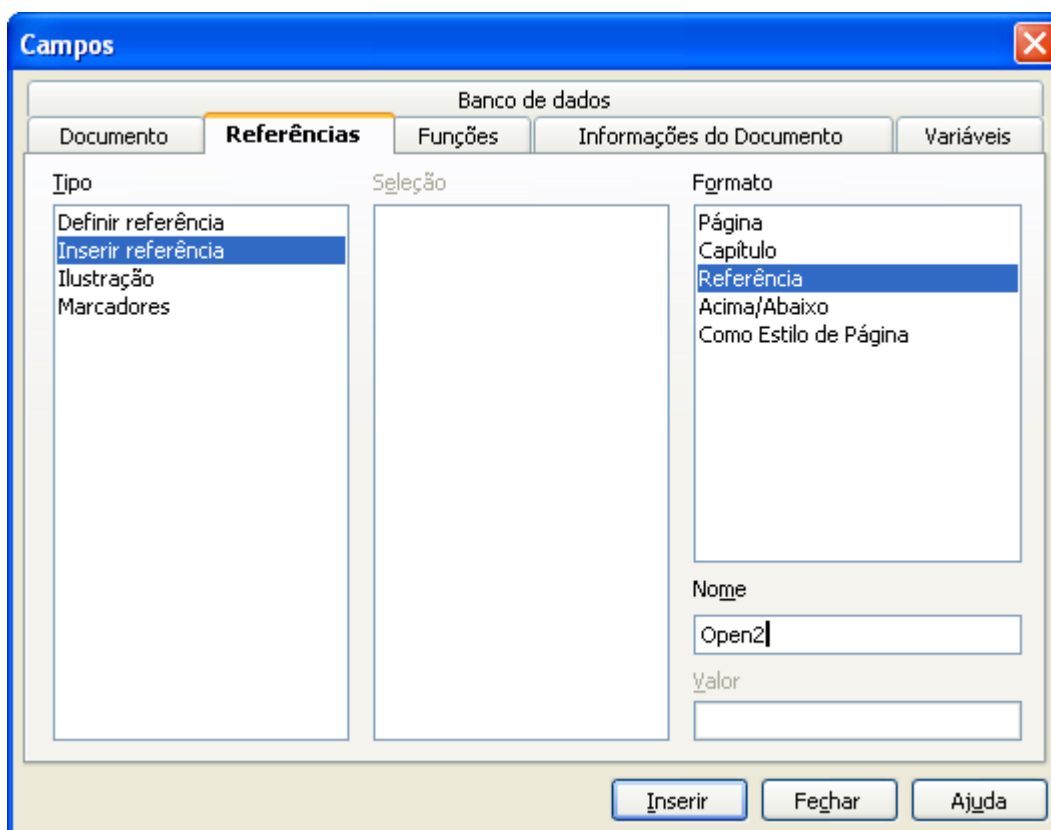 Campos
Banco de dados
Documento Referências Funções Informações do Documento Variáveis
Tipo Seleção Formato
Definir referência
Inserir referência
Ilustração
Marcadores
Página
Capítulo
Referência
Acima/Abaixo
Como Estilo de Página
Nome
Open2
Valor
Inserir Fechar Ajuda